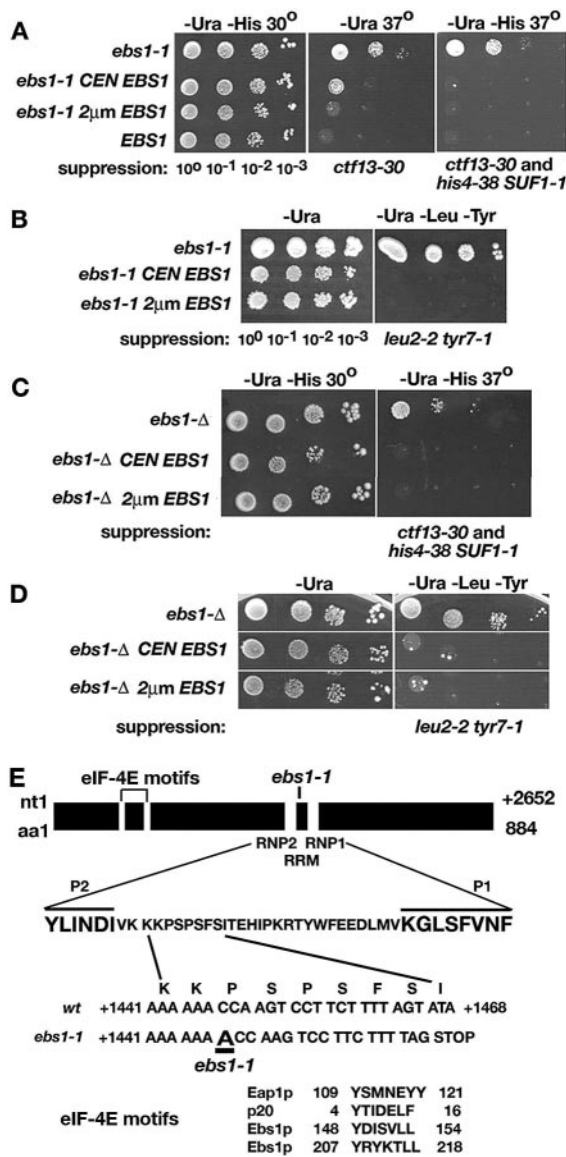 A
-Ura -His 30°
-Ura 37°
-Ura -His 37°
ebs1-1
ebs1-1 CEN EBS1
ebs1-1 2µm EBS1
EBS1
suppression: 10⁰ 10⁻¹ 10⁻² 10⁻³
ctf13-30
ctf13-30 and
his4-38 SUF1-1
B
-Ura
-Ura -Leu -Tyr
ebs1-1
ebs1-1 CEN EBS1
ebs1-1 2µm EBS1
suppression: 10⁰ 10⁻¹ 10⁻² 10⁻³
leu2-2 tyr7-1
C
-Ura -His 30°
-Ura -His 37°
ebs1-Δ
ebs1-Δ CEN EBS1
ebs1-Δ 2µm EBS1
suppression:
ctf13-30 and
his4-38 SUF1-1
D
-Ura
-Ura -Leu -Tyr
ebs1-Δ
ebs1-Δ CEN EBS1
ebs1-Δ 2µm EBS1
suppression:
leu2-2 tyr7-1
E
eIF-4E motifs
ebs1-1
nt1
+2652
aa1
884
RNP2 RNP1
RRM
P2
P1
YLINDIVKKKPSPSFSITEHIPKRTYWFEEDLMVKGLSFVNF
K K P S P S F S I
wt +1441 AAA AAA CCA AGT CCT TCT TTT AGT ATA +1468
ebs1-1 +1441 AAA AAA ACC AAG TCC TTC TTT TAG STOP
ebs1-1
eIF-4E motifs
Eap1p 109 YSMNEYY 121
p20 4 YTIDELF 16
Ebs1p 148 YDISVLL 154
Ebs1p 207 YRYKTLL 218